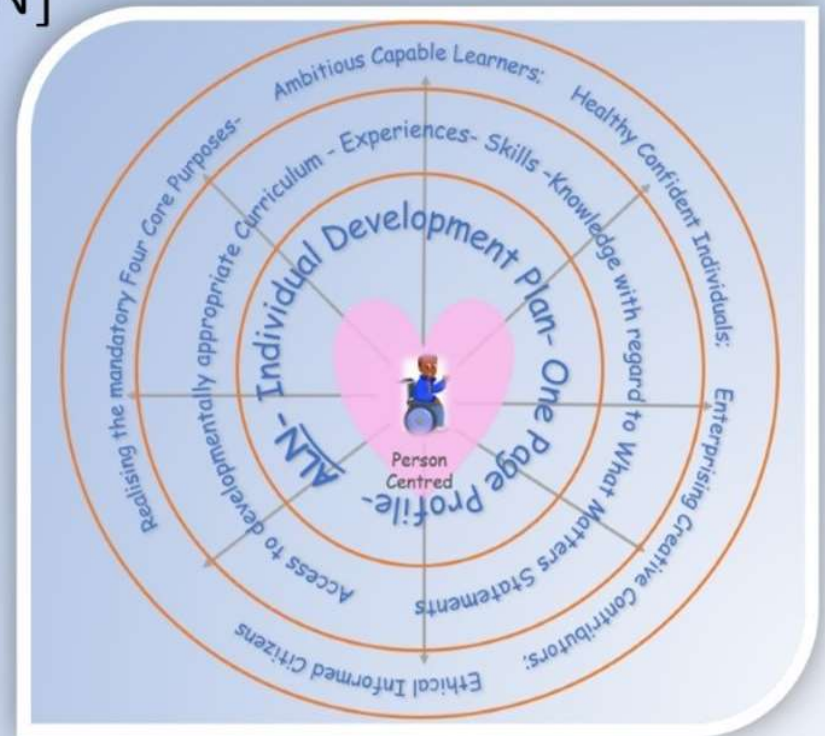 N]
Realising the mandatory Four Core Purposes- Ambitious Capable Learners: Healthy Confident Individuals: Enterprising Creative Contributors: Ethical Informed Citizens
Access to developmentally appropriate Curriculum - Experiences- Skills -Knowledge with regard to What Matters Statements
ALN- Individual Development Plan- One Page Profile-
Person
Centred